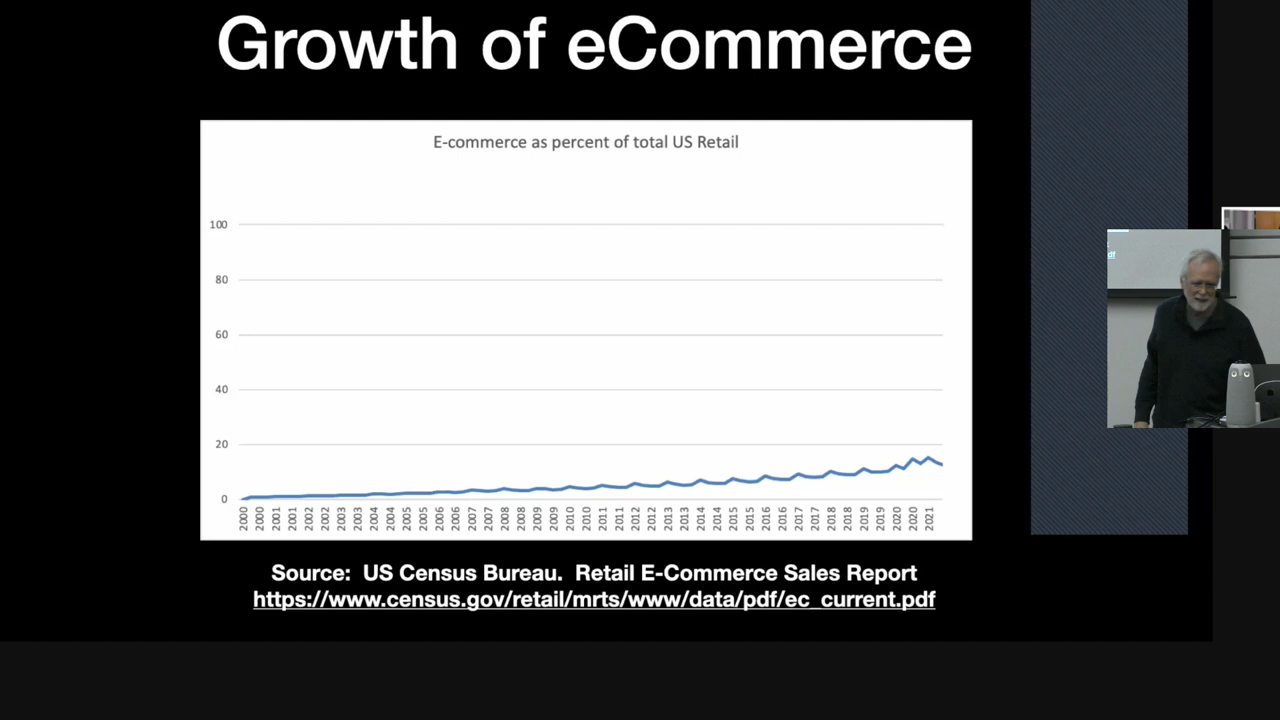 Growth of eCommerce
E-commerce as percent of total US Retail
100
80
60
40
20
0
2000 2000 2001 2001 2002 2002 2003 2003 2004 2004 2005 2005 2006 2006 2007 2007 2008 2008 2009 2009 2010 2010 2011 2011 2012 2012 2013 2013 2014 2014 2015 2015 2016 2016 2017 2017 2018 2018 2019 2019 2020 2020 2021
Source: US Census Bureau. Retail E-Commerce Sales Report
https://www.census.gov/retail/mrts/www/data/pdf/ec_current.pdf
df